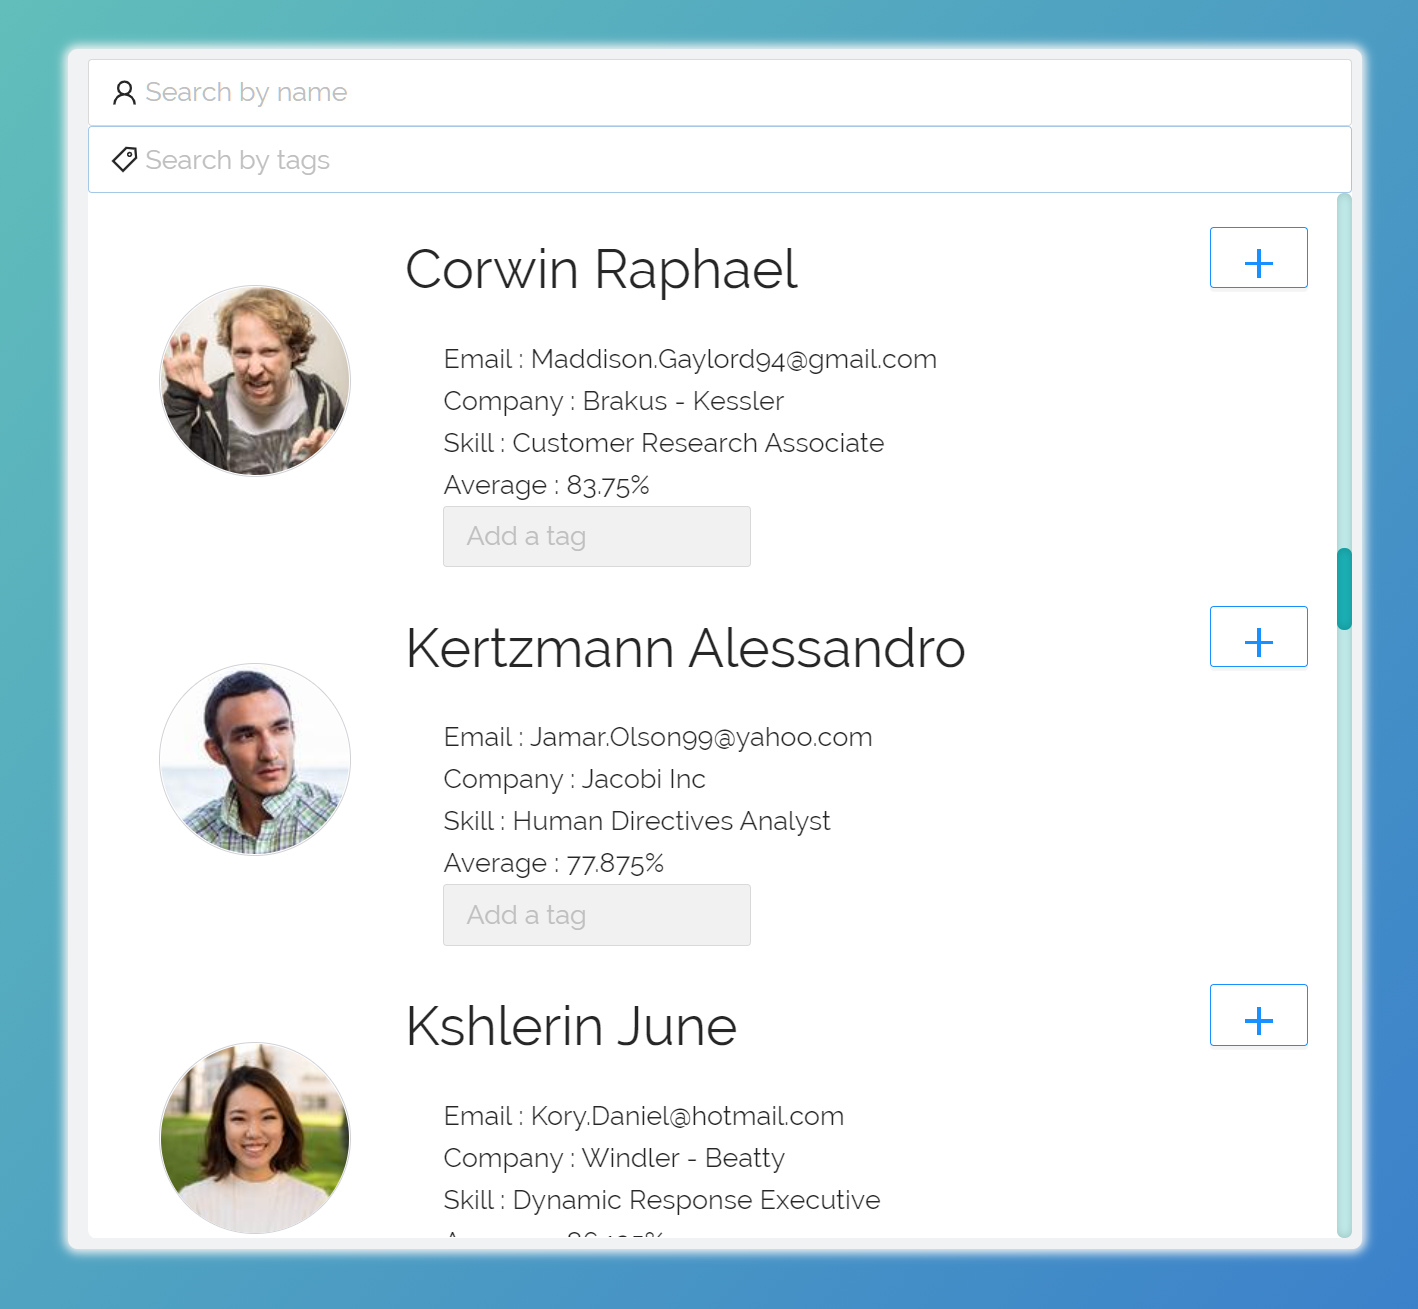 Search by name
Search by tags
Corwin Raphael
Email : Maddison.Gaylord94@gmail.com
Company : Brakus - Kessler
Skill : Customer Research Associate
Average : 83.75%
Add a tag
Kertzmann Alessandro
Email : Jamar.Olson99@yahoo.com
Company : Jacobi Inc
Skill : Human Directives Analyst
Average : 77.875%
Add a tag
Kshlerin June
Email : Kory.Daniel@hotmail.com
Company : Windler - Beatty
Skill : Dynamic Response Executive